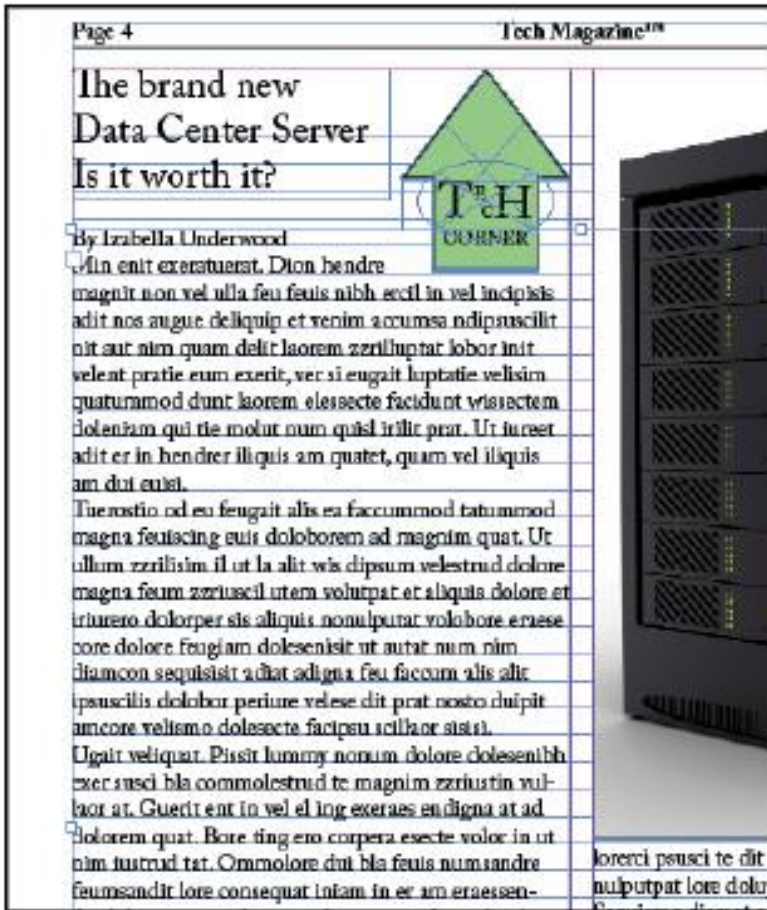 Page 4
Tech Magazine™
The brand new
Data Center Server
Is it worth it?
TecH
CORNER
By Izabella Underwood
Min enit exeratuerat. Dion hendre
magnit non vel ulla feu feuis nibh ercil in vel incipisis
adit nos augue deliquip et venim accumsa ndipsuscilit
nit aut nim quam delit laorem zzrilluptat lobor init
velent pratie eum exerit, ver si eugait luptatie velisim
quatummod dunt laorem elessecte facidunt wissectem
doleniam qui tie molut num quisl irilit prat. Ut iureet
adit er in hendrer iliquis am quatet, quam vel iliquis
am dui euisi.
Tuerostio od eu feugait alis ea faccummod tatummod
magna feuiscing euis doloborem ad magnim quat. Ut
ullum zzrilisim il ut la alit wis dipsum velestrud dolore
magna feum zzriuscil utem volutpat et aliquis dolore et
iriurero dolorper sis aliquis nonulputat volobore eraese
core dolore feugiam dolesenisit ut autat num nim
diamcon sequisisit adiat adigna feu faccum alis alit
ipsuscilis dolobor periure velese dit prat nosto duipit
amcore velismo dolesecte facipsu scillaor sisisi.
Ugait veliquat. Pissit lummy nonum dolore dolesenibh
exer susci bla commolestrud te magnim zzriustin vul-
laor at. Guerit ent in vel el ing exeraes endigna at ad
dolorem quat. Bore ting ero corpera esecte volor in ut
nim iustrud tat. Ommolore dui bla feuis numsandre
feumsandit lore consequat iniam in er am eraessen-
lorerci psusci te dit
nulputpat lore dolu